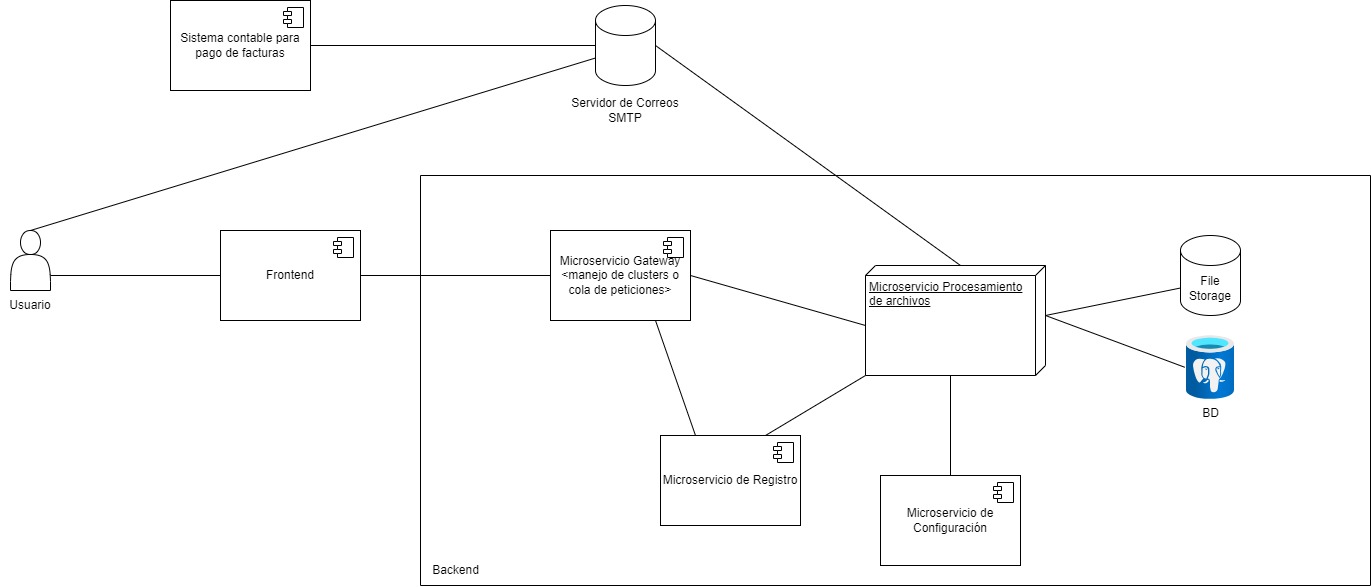 Sistema contable para
pago de facturas
Servidor de Correos
SMTP
Usuario
Frontend
Microservicio Gateway
<manejo de clusters o
cola de peticiones>
Microservicio Procesamiento
de archivos
File
Storage
BD
Microservicio de Registro
Microservicio de
Configuración
Backend